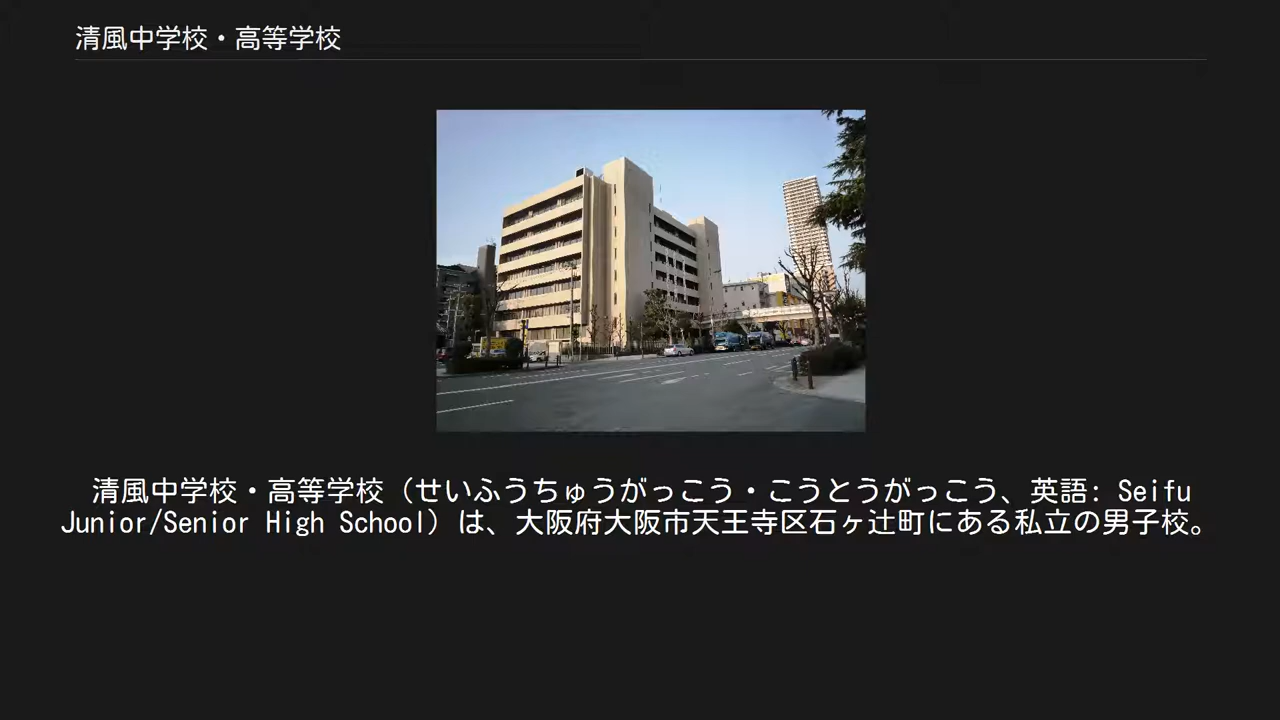 清風中学校・高等学校
清風中学校・高等学校（せいふうちゅうがっこう・こうとうがっこう、英語: Seifu
Junior/Senior High School）は、大阪府大阪市天王寺区石ヶ辻町にある私立の男子校。